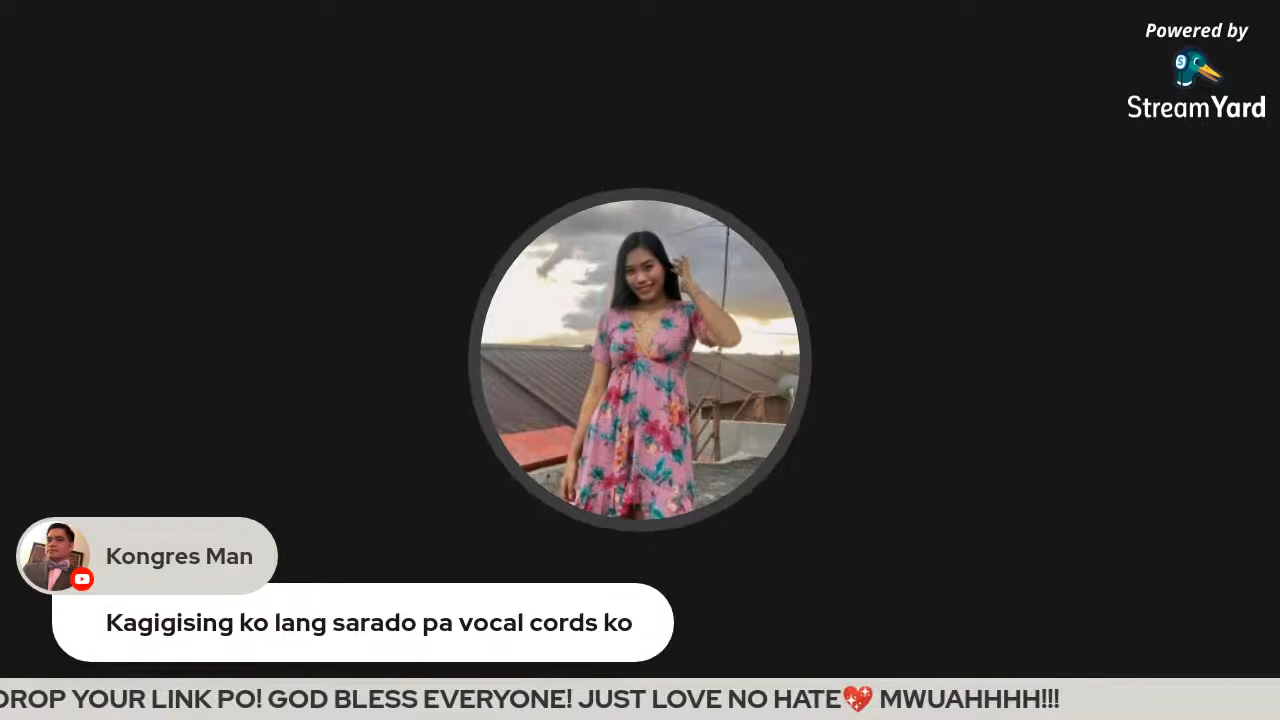 Powered by
StreamYard
Kongres Man
Kagigising ko lang sarado pa vocal cords ko
DROP YOUR LINK PO! GOD BLESS EVERYONE! JUST LOVE NO HATE💖 MWUAHHHH!!!